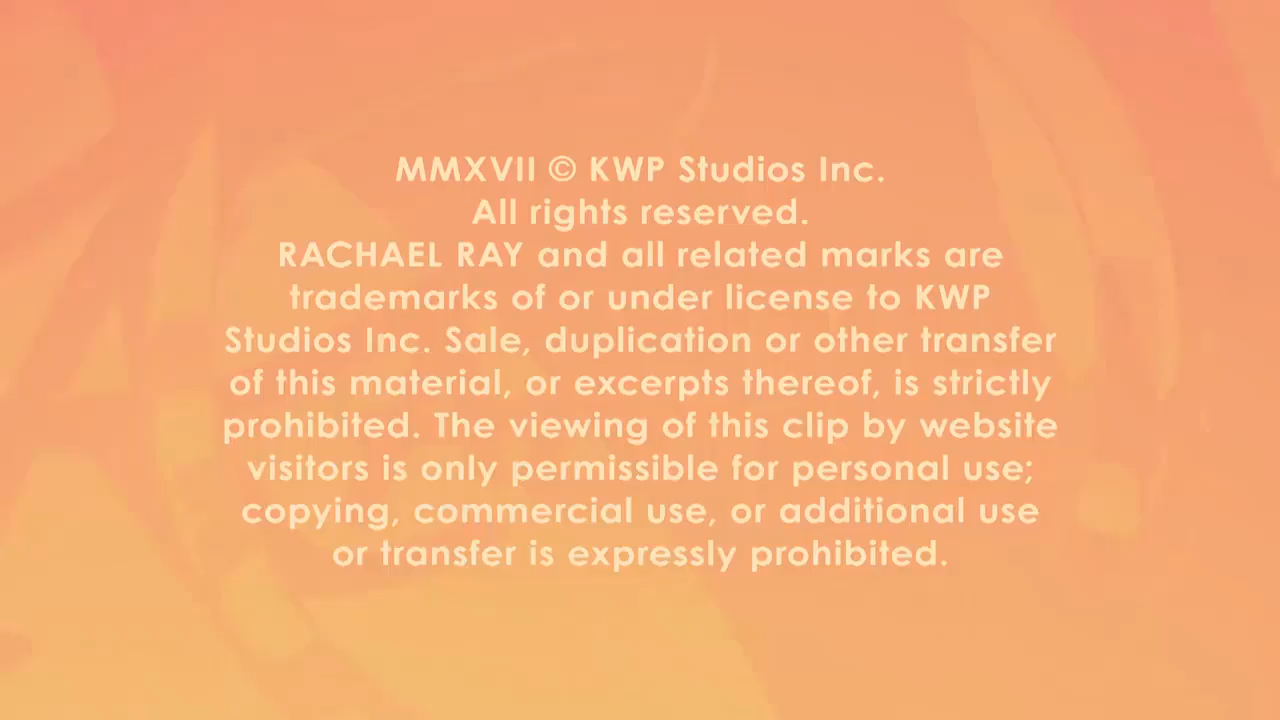 MMXVII © KWP Studios Inc.
All rights reserved.
RACHAEL RAY and all related marks are
trademarks of or under license to KWP
Studios Inc. Sale, duplication or other transfer
of this material, or excerpts thereof, is strictly
prohibited. The viewing of this clip by website
visitors is only permissible for personal use;
copying, commercial use, or additional use
or transfer is expressly prohibited.